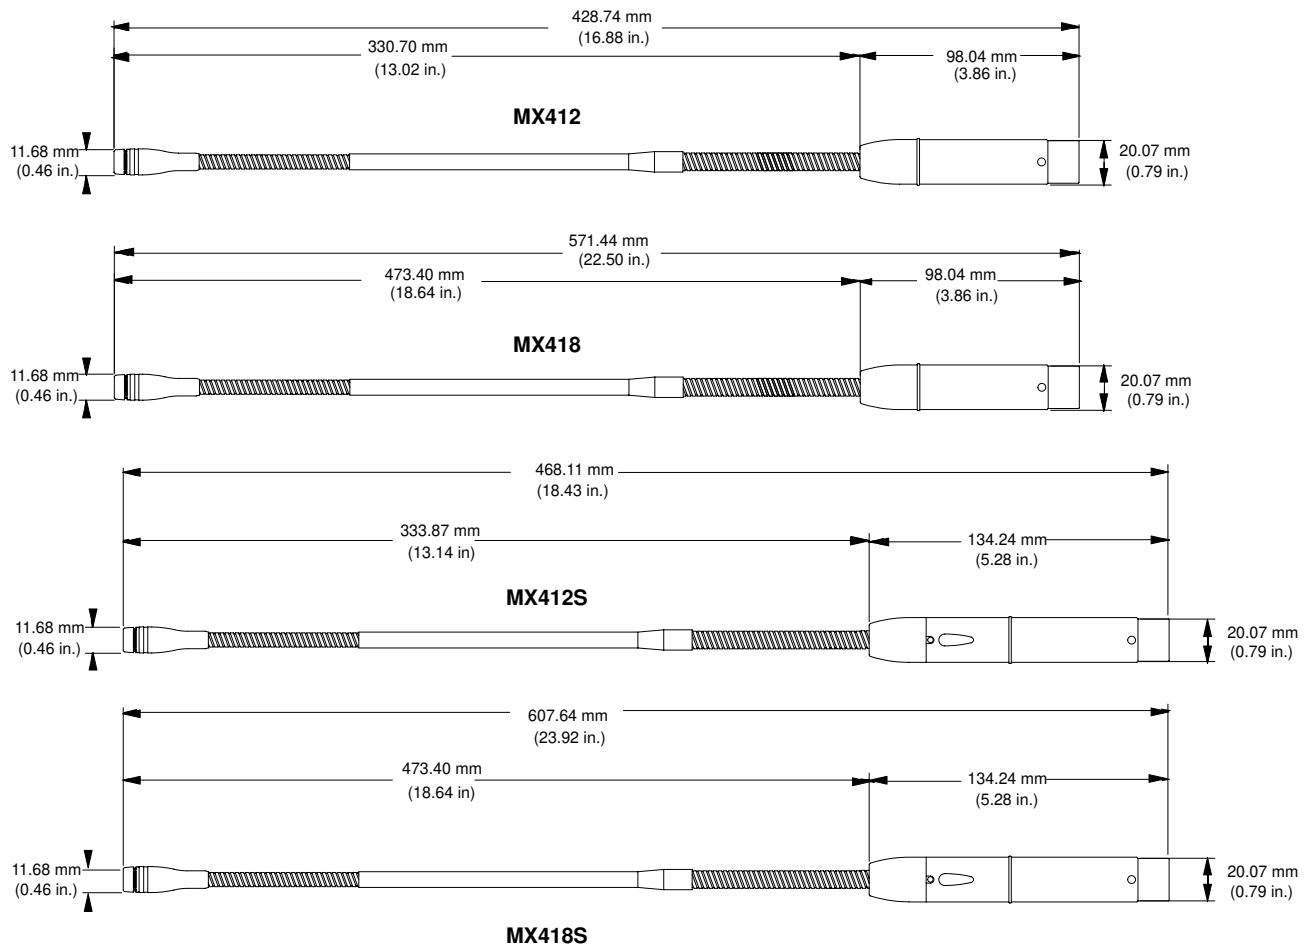 428.74 mm
(16.88 in.)
330.70 mm
(13.02 in.)
98.04 mm
(3.86 in.)
MX412
11.68 mm
(0.46 in.)
20.07 mm
(0.79 in.)
571.44 mm
(22.50 in.)
473.40 mm
(18.64 in.)
98.04 mm
(3.86 in.)
MX418
11.68 mm
(0.46 in.)
20.07 mm
(0.79 in.)
468.11 mm
(18.43 in.)
333.87 mm
(13.14 in)
134.24 mm
(5.28 in.)
MX412S
11.68 mm
(0.46 in.)
20.07 mm
(0.79 in.)
607.64 mm
(23.92 in.)
473.40 mm
(18.64 in)
134.24 mm
(5.28 in.)
11.68 mm
(0.46 in.)
20.07 mm
(0.79 in.)
MX418S